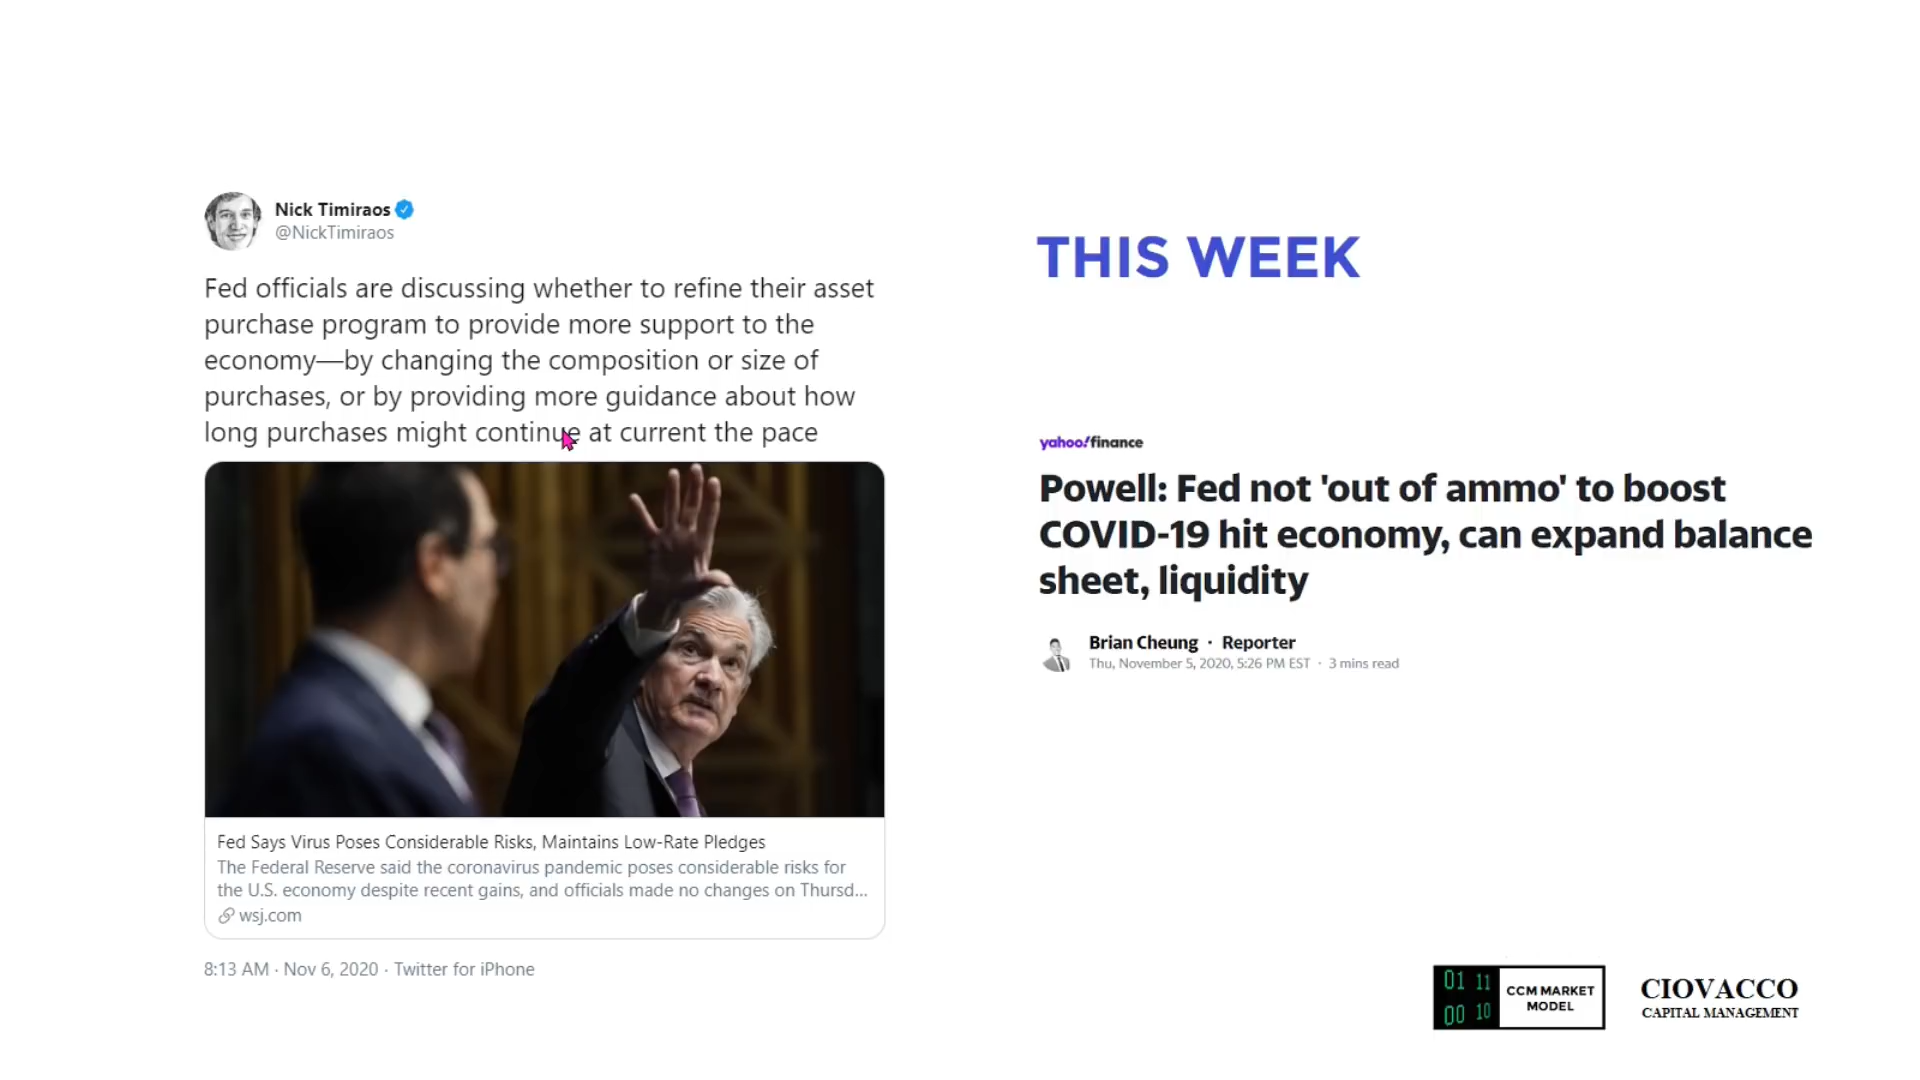 Nick Timiraos
@NickTimiraos
Fed officials are discussing whether to refine their asset
purchase program to provide more support to the
economy—by changing the composition or size of
purchases, or by providing more guidance about how
long purchases might continue at current the pace
Fed Says Virus Poses Considerable Risks, Maintains Low-Rate Pledges
The Federal Reserve said the coronavirus pandemic poses considerable risks for
the U.S. economy despite recent gains, and officials made no changes on Thursd...
wsj.com
8:13 AM · Nov 6, 2020 · Twitter for iPhone
THIS WEEK
yahoo!finance
Powell: Fed not 'out of ammo' to boost
COVID-19 hit economy, can expand balance
sheet, liquidity
Brian Cheung · Reporter
Thu, November 5, 2020, 5:26 PM EST · 3 mins read
01 11
00 10
CCM MARKET
MODEL
CIOVACCO
CAPITAL MANAGEMENT